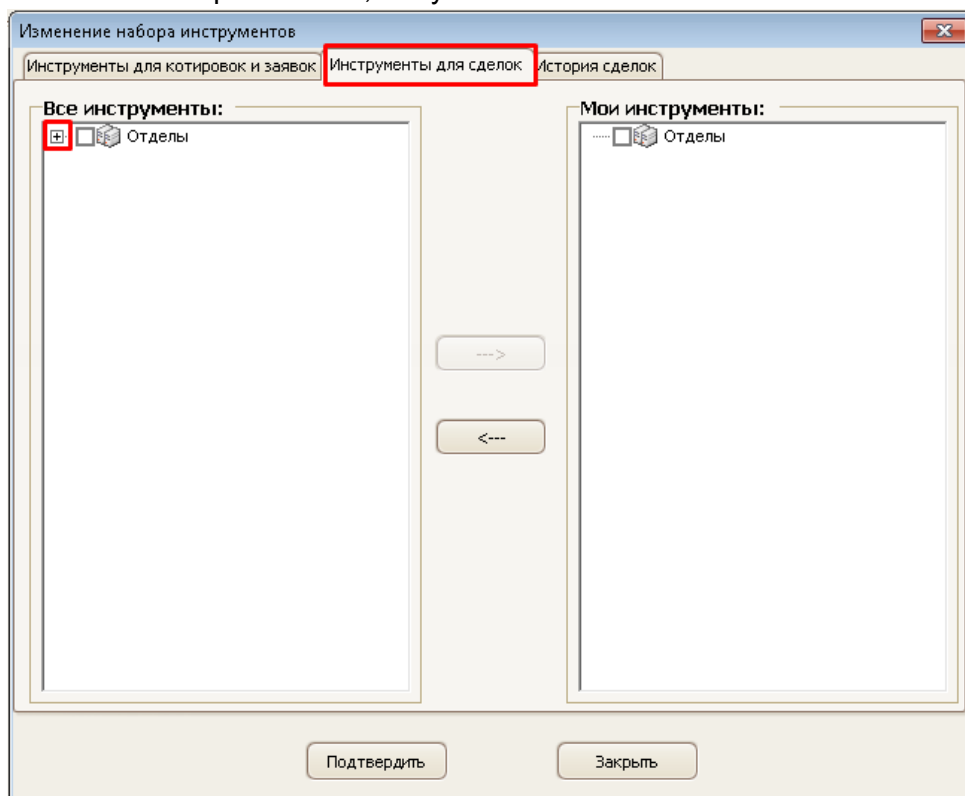 Изменение набора инструментов
Инструменты для котировок и заявок Инструменты для сделок История сделок
Все инструменты: Мои инструменты:
Отделы Отделы
--->
<---
Подтвердить Закрыть